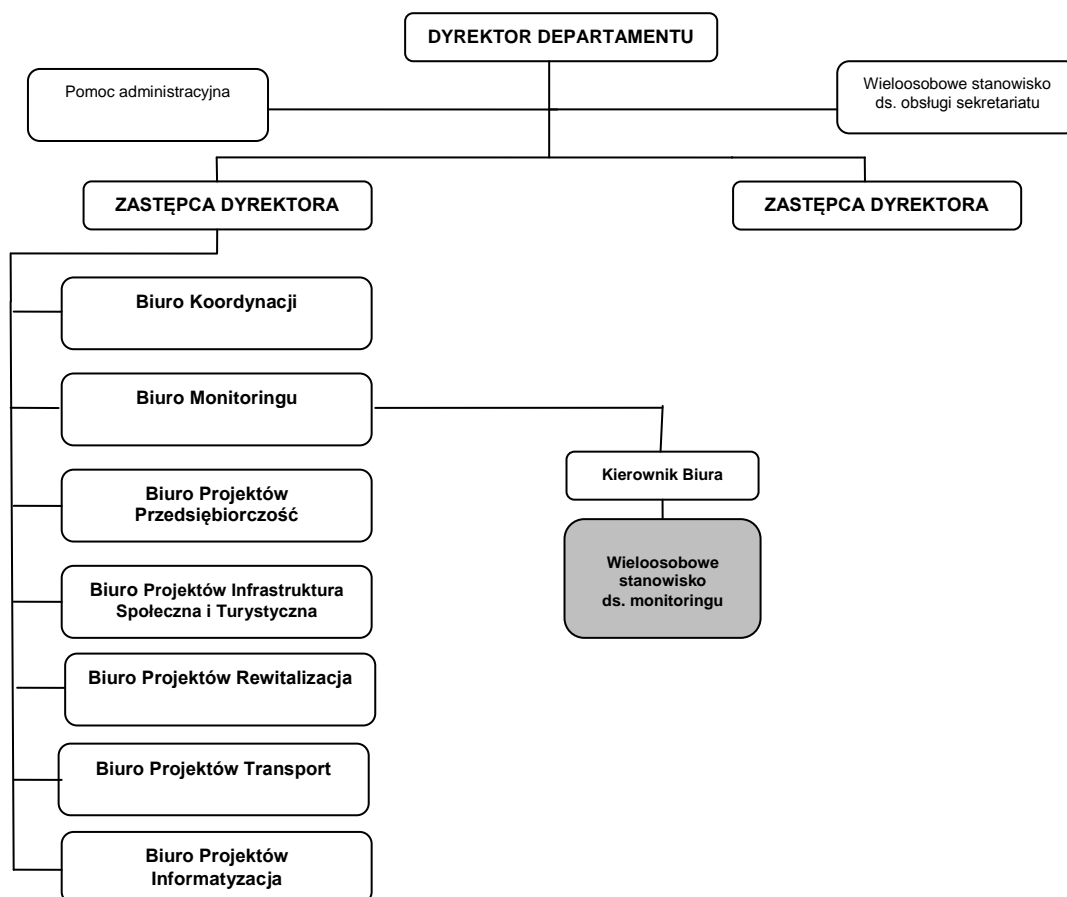 DYREKTOR DEPARTAMENTU
Pomoc administracyjna
Wieloosobowe stanowisko
ds. obsługi sekretariatu
ZASTĘPCA DYREKTORA
ZASTĘPCA DYREKTORA
Biuro Koordynacji
Biuro Monitoringu
Kierownik Biura
Wieloosobowe
stanowisko
ds. monitoringu
Biuro Projektów
Przedsiębiorczość
Biuro Projektów Infrastruktura
Społeczna i Turystyczna
Biuro Projektów Rewitalizacja
Biuro Projektów Transport
Biuro Projektów
Informatyzacja